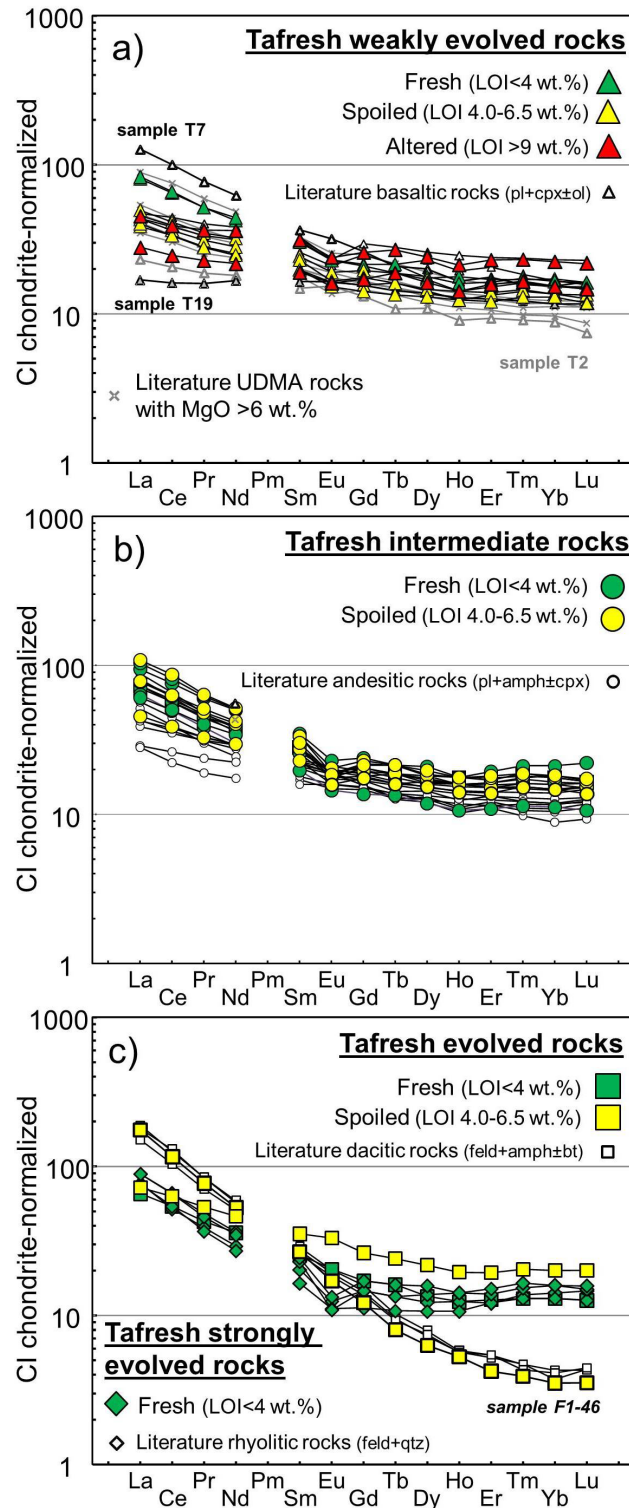 1000
a)
Tafresh weakly evolved rocks
Fresh (LOI<4 wt.%)
Spoiled (LOI 4.0-6.5 wt.%)
Altered (LOI >9 wt.%)
sample T7
100
Literature basaltic rocks (pl+cpx±ol)
CI chondrite-normalized
sample T19
10
sample T2
Literature UDMA rocks
with MgO >6 wt.%
1
La Ce Pr Nd Pm Sm Eu Gd Tb Dy Ho Er Tm Yb Lu
1000
b)
Tafresh intermediate rocks
Fresh (LOI<4 wt.%)
Spoiled (LOI 4.0-6.5 wt.%)
100
Literature andesitic rocks (pl+amph±cpx)
CI chondrite-normalized
10
1
La Ce Pr Nd Pm Sm Eu Gd Tb Dy Ho Er Tm Yb Lu
1000
c)
Tafresh evolved rocks
Fresh (LOI<4 wt.%)
Spoiled (LOI 4.0-6.5 wt.%)
Literature dacitic rocks (feld+amph±bt)
100
CI chondrite-normalized
10
Tafresh strongly
evolved rocks
Fresh (LOI<4 wt.%)
sample F1-46
Literature rhyolitic rocks (feld+qtz)
1
La Ce Pr Nd Pm Sm Eu Gd Tb Dy Ho Er Tm Yb Lu